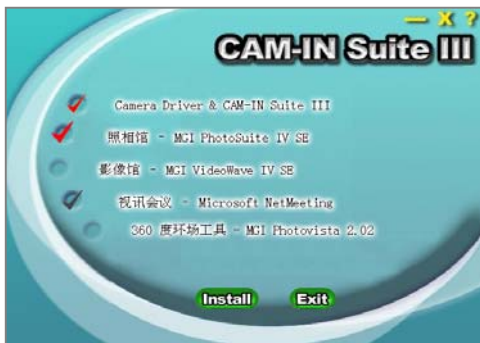 — X ?
CAM-IN Suite III
Camera Driver & CAM-IN Suite III
照相馆 - MGI PhotoSuite IV SE
影像馆 - MGI VideoWave IV SE
视讯会议 - Microsoft NetMeeting
360 度环场工具 - MGI Photovista 2.02
Install Exit